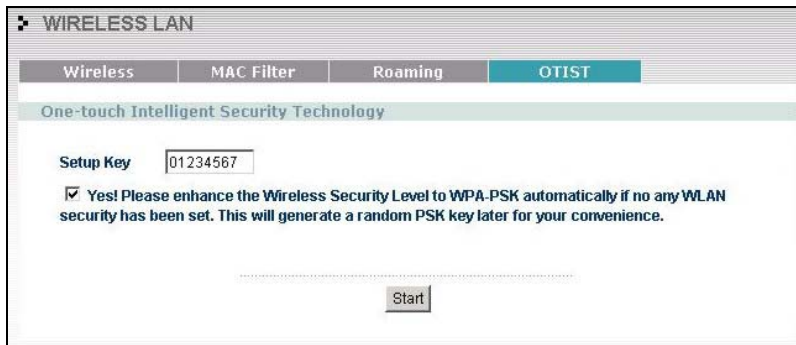 WIRELESS LAN
Wireless MAC Filter Roaming OTIST
One-touch Intelligent Security Technology
Setup Key 01234567
Yes! Please enhance the Wireless Security Level to WPA-PSK automatically if no any WLAN
security has been set. This will generate a random PSK key later for your convenience.
Start